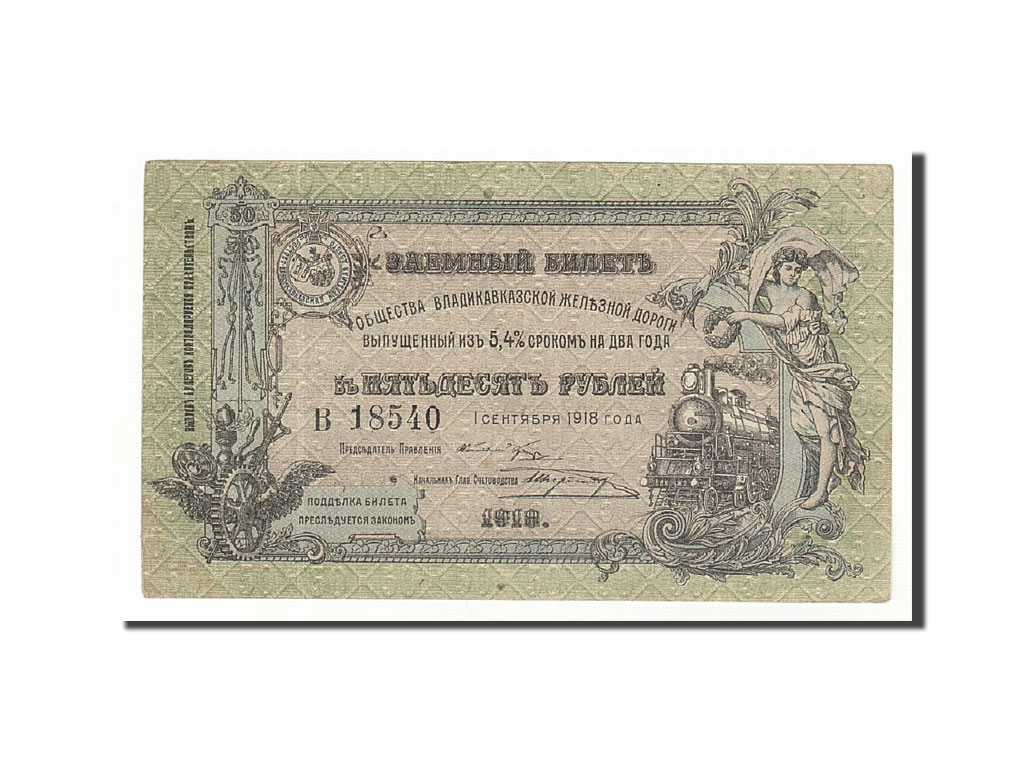 50
ЗАЕМНЫЙ БИЛЕТЪ
ОБЩЕСТВА ВЛАДИКАВКАЗСКОЙ ЖЕЛѢЗНОЙ ДОРОГИ
ВЫПУЩЕННЫЙ ИЗЪ 5,4% СРОКОМЪ НА ДВА ГОДА
ВЪ ПЯТЬДЕСЯТЪ РУБЛЕЙ
В 18540
1 СЕНТЯБРЯ 1918 ГОДА
ПРЕДСѢДАТЕЛЬ ПРАВЛЕНІЯ
НАЧАЛЬНИКЪ ГЛАВ. СЧЕТОВОДСТВА
ПОДДѢЛКА БИЛЕТА
ПРЕСЛѢДУЕТСЯ ЗАКОНОМЪ
1918.